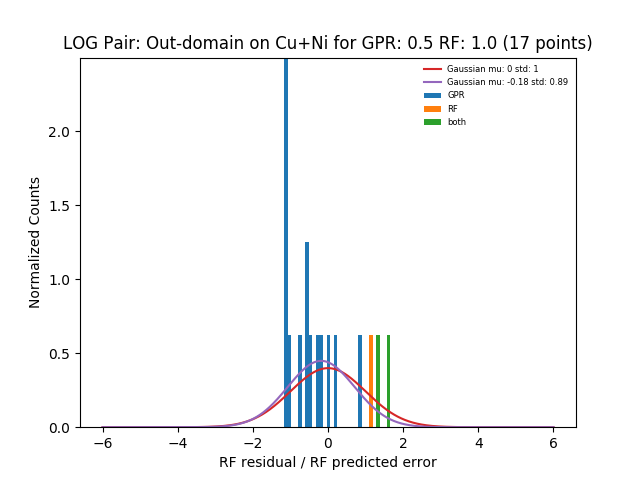 LOG Pair: Out-domain on Cu+Ni for GPR: 0.5 RF: 1.0 (17 points)
Gaussian mu: 0 std: 1
Gaussian mu: -0.18 std: 0.89
GPR
RF
both
Normalized Counts
2.0
1.5
1.0
0.5
0.0
−6 −4 −2 0 2 4 6
RF residual / RF predicted error